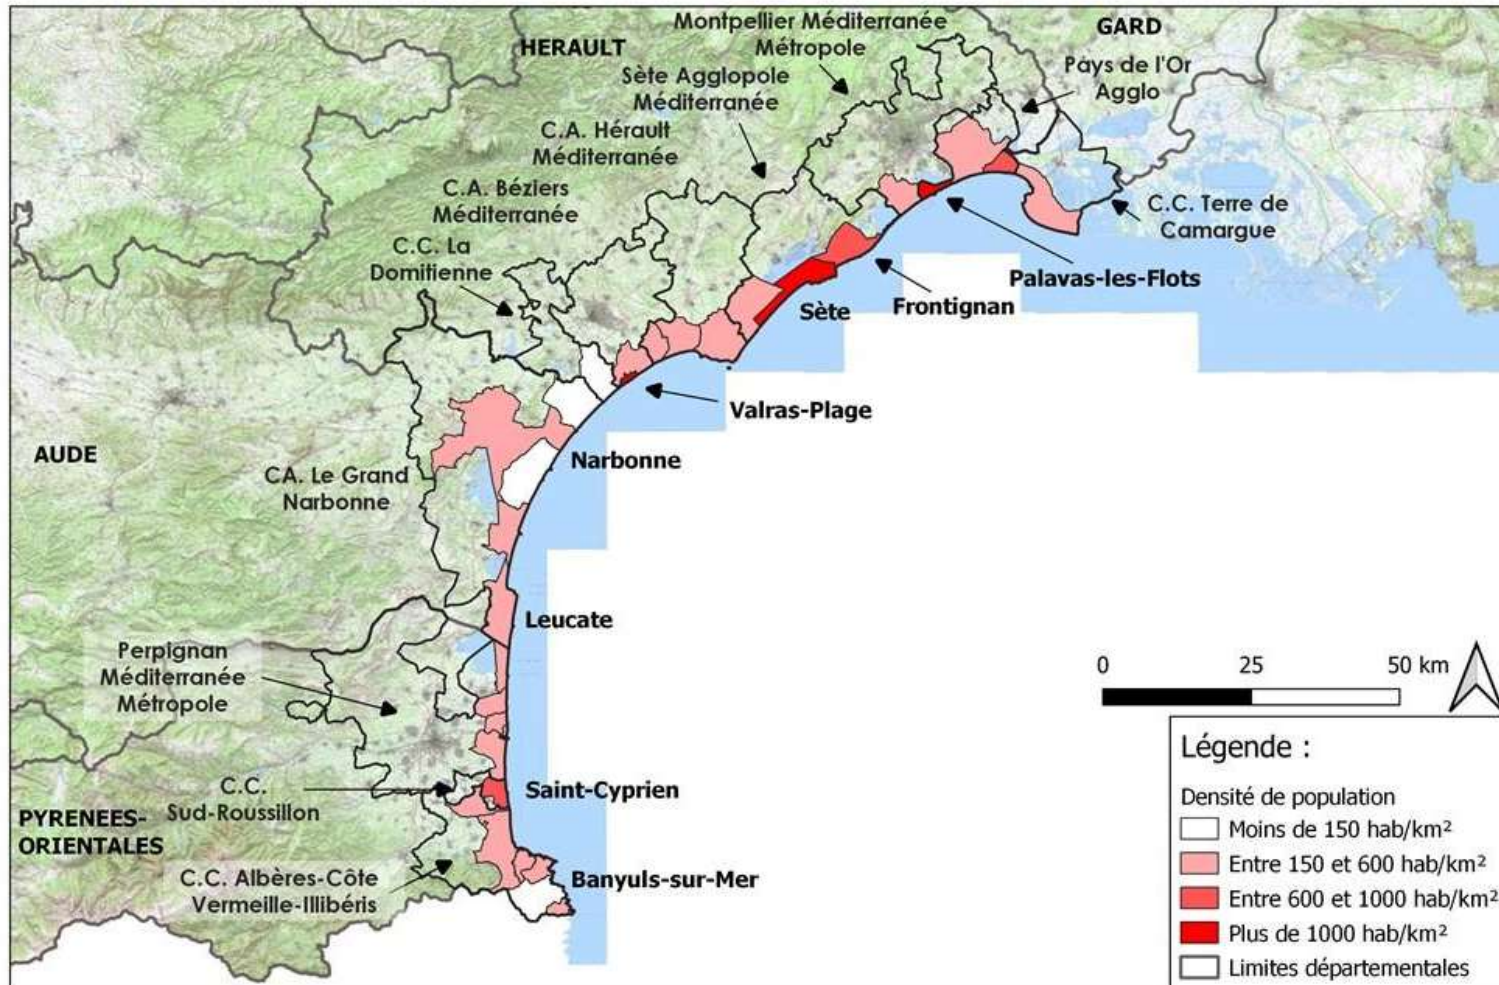 Montpellier Méditerranée
Métropole
GARD
HERAULT
Sète Agglopole
Méditerranée
Pays de l'Or
Agglo
C.A. Hérault
Méditerranée
C.A. Béziers
Méditerranée
C.C. Terre de
Camargue
C.C. La
Domitienne
Palavas-les-Flots
Frontignan
Sète
Valras-Plage
AUDE
Narbonne
CA. Le Grand
Narbonne
Leucate
Perpignan
Méditerranée
Métropole
0 25 50 km
Saint-Cyprien
C.C.
Sud-Roussillon
PYRENEES-
ORIENTALES
C.C. Albères-Côte
Vermeille-Illibéris
Banyuls-sur-Mer
Légende :
Densité de population
Moins de 150 hab/km²
Entre 150 et 600 hab/km²
Entre 600 et 1000 hab/km²
Plus de 1000 hab/km²
Limites départementales